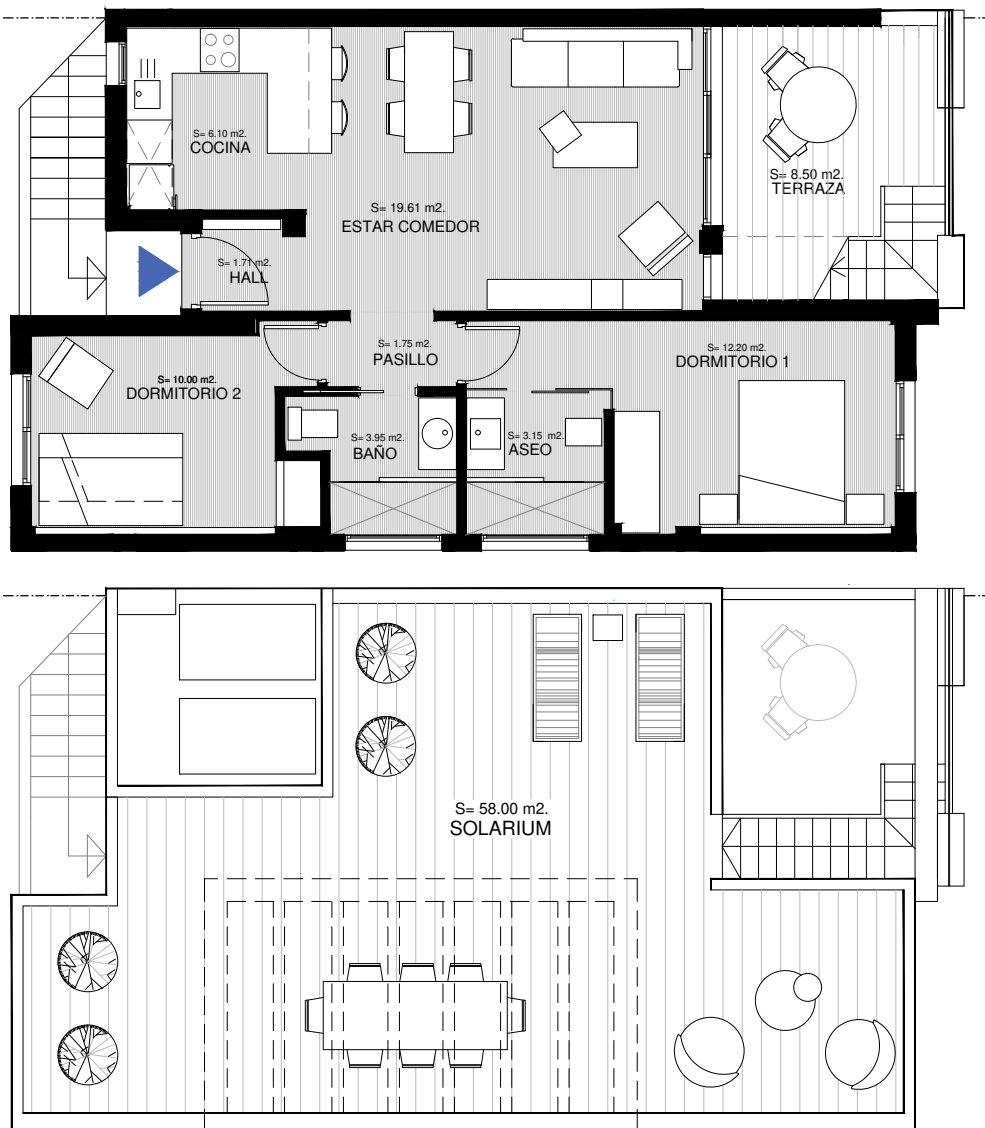 S= 6.10 m2.
COCINA
S= 8.50 m2.
TERRAZA
S= 19.61 m2.
ESTAR COMEDOR
S= 1.71 m2.
HALL
S= 1.75 m2.
PASILLO
S= 12.20 m2.
DORMITORIO 1
S= 10.00 m2.
DORMITORIO 2
S= 3.95 m2.
BAÑO
S= 3.15 m2.
ASEO
S= 58.00 m2.
SOLARIUM